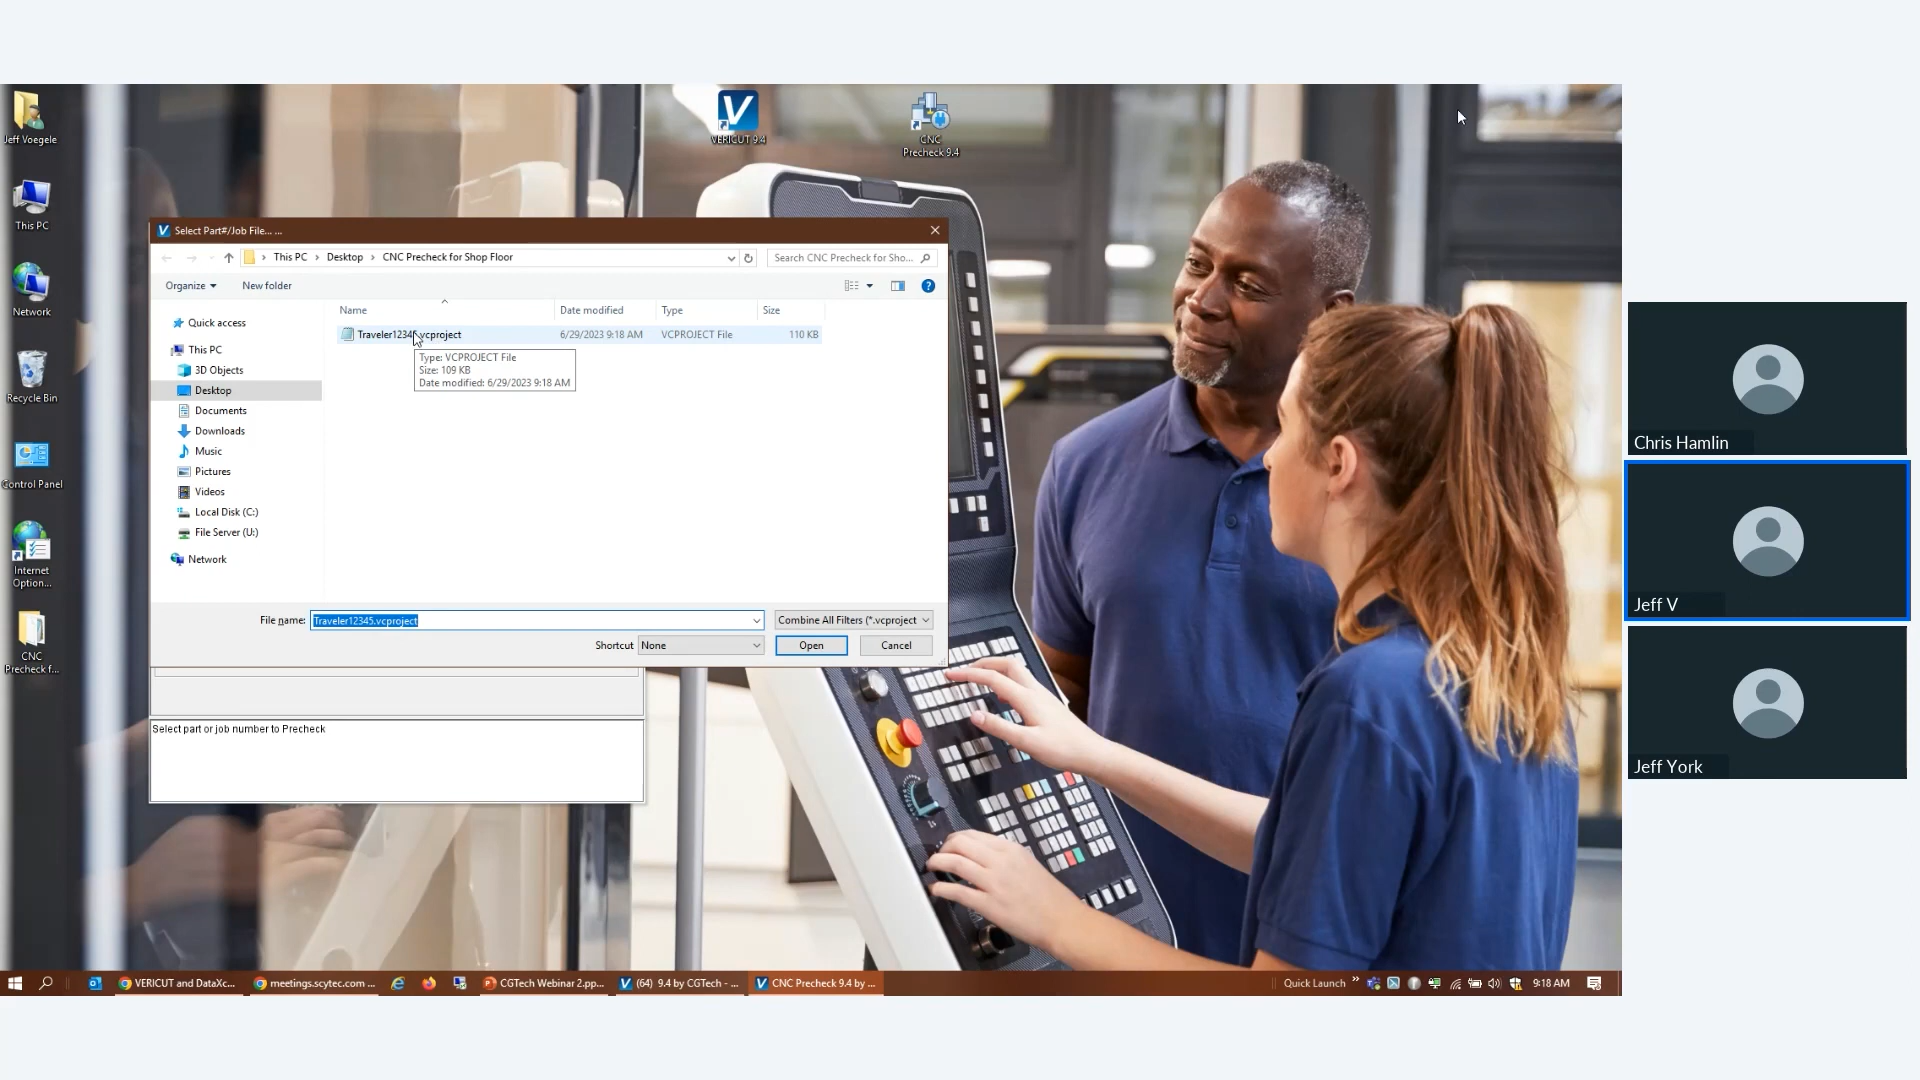 Jeff Voegele
This PC
Network
Recycle Bin
Control Panel
Internet
Option...
CNC
Precheck f...
VERICUT 9.4
CNC
Precheck 9.4
Select Part#/Job File... ...
This PC > Desktop > CNC Precheck for Shop Floor
Search CNC Precheck for Sho...
Organize
New folder
Name
Date modified
Type
Size
Quick access
This PC
3D Objects
Desktop
Documents
Downloads
Music
Pictures
Videos
Local Disk (C:)
File Server (U:)
Network
Traveler12345.vcproject
6/29/2023 9:18 AM
VCPROJECT File
110 KB
Type: VCPROJECT File
Size: 109 KB
Date modified: 6/29/2023 9:18 AM
File name:
Traveler12345.vcproject
Combine All Filters (*.vcproject
Shortcut
None
Open
Cancel
Select part or job number to Precheck
Chris Hamlin
Jeff V
Jeff York
VERICUT and DataXc...
meetings.scytec.com ...
CGTech Webinar 2.pp...
(64) 9.4 by CGTech - ...
CNC Precheck 9.4 by ...
Quick Launch
9:18 AM